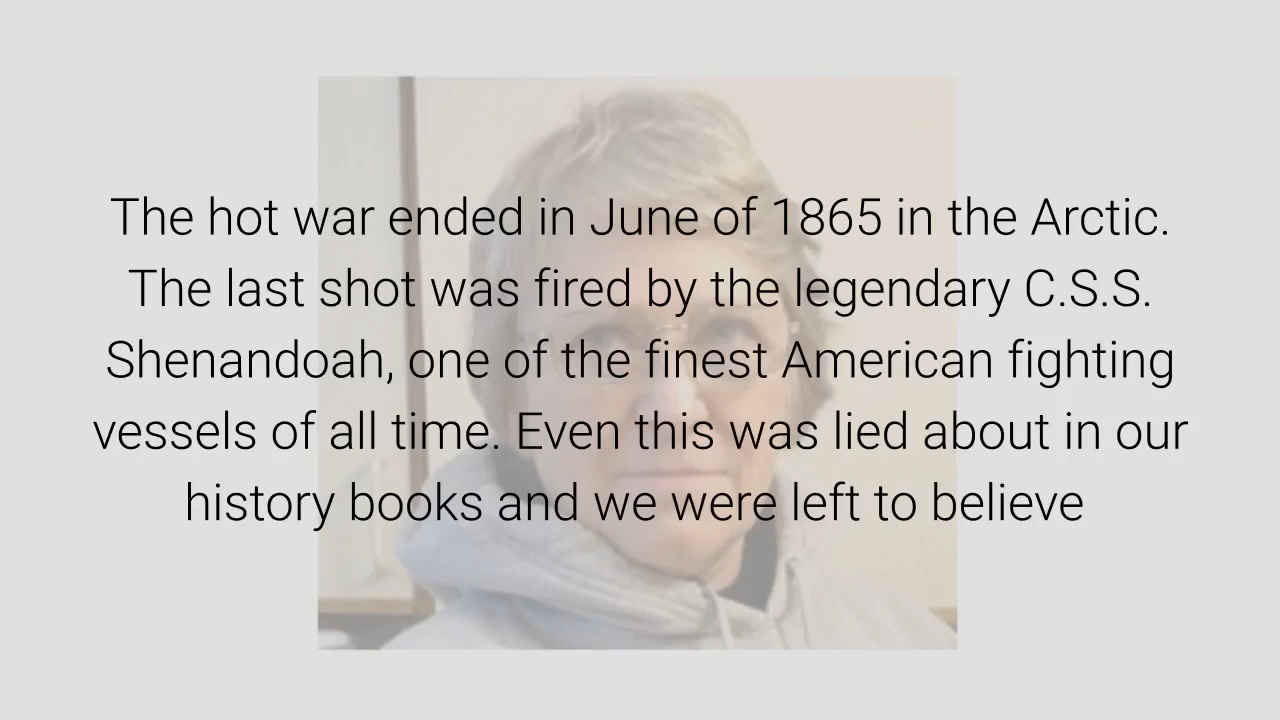 The hot war ended in June of 1865 in the Arctic.
The last shot was fired by the legendary C.S.S.
Shenandoah, one of the finest American fighting
vessels of all time. Even this was lied about in our
history books and we were left to believe